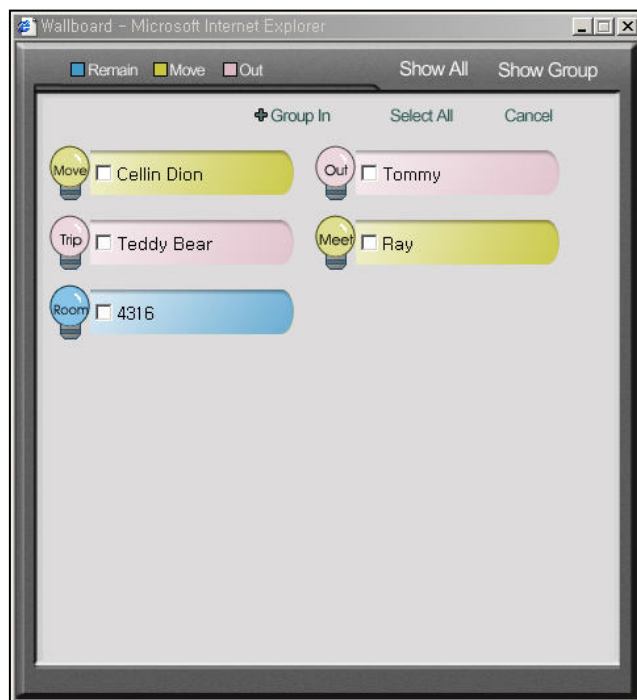 Wallboard - Microsoft Internet Explorer
Remain Move Out Show All Show Group
Group In Select All Cancel
Move Cellin Dion Out Tommy
Trip Teddy Bear Meet Ray
Room 4316